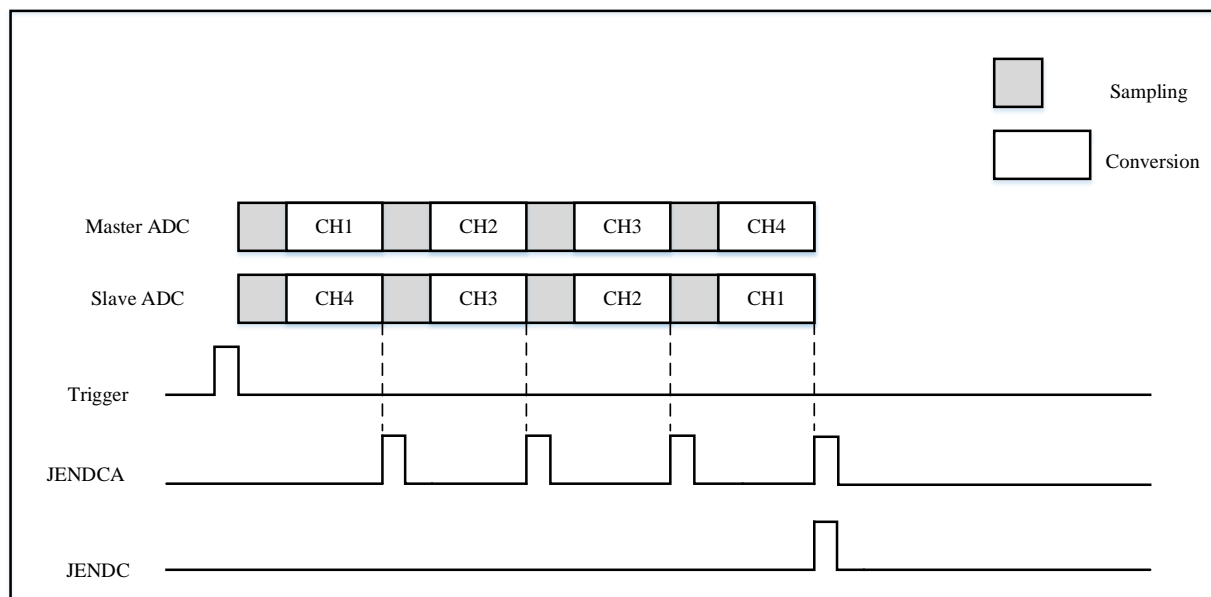 Sampling
Conversion
Master ADC CH1 CH2 CH3 CH4
Slave ADC CH4 CH3 CH2 CH1
Trigger
JENDCA
JENDC